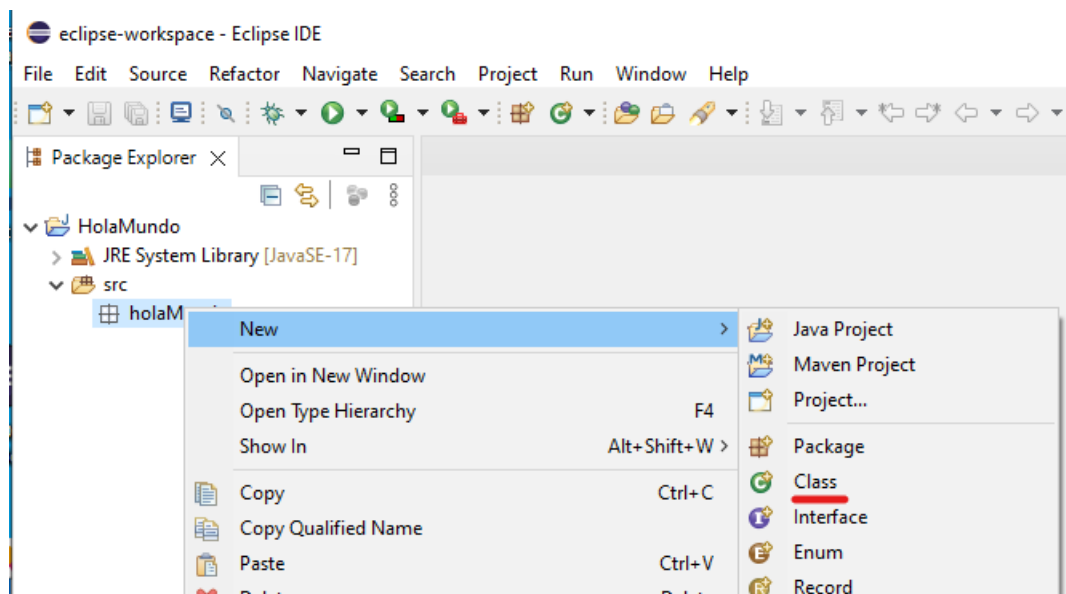 eclipse-workspace - Eclipse IDE
File Edit Source Refactor Navigate Search Project Run Window Help
Package Explorer
HolaMundo
JRE System Library [JavaSE-17]
src
New
Java Project
Open in New Window
Maven Project
Open Type Hierarchy F4
Project...
Show In Alt+Shift+W
Package
Copy Ctrl+C
Class
Copy Qualified Name
Interface
Paste Ctrl+V
Enum
Record